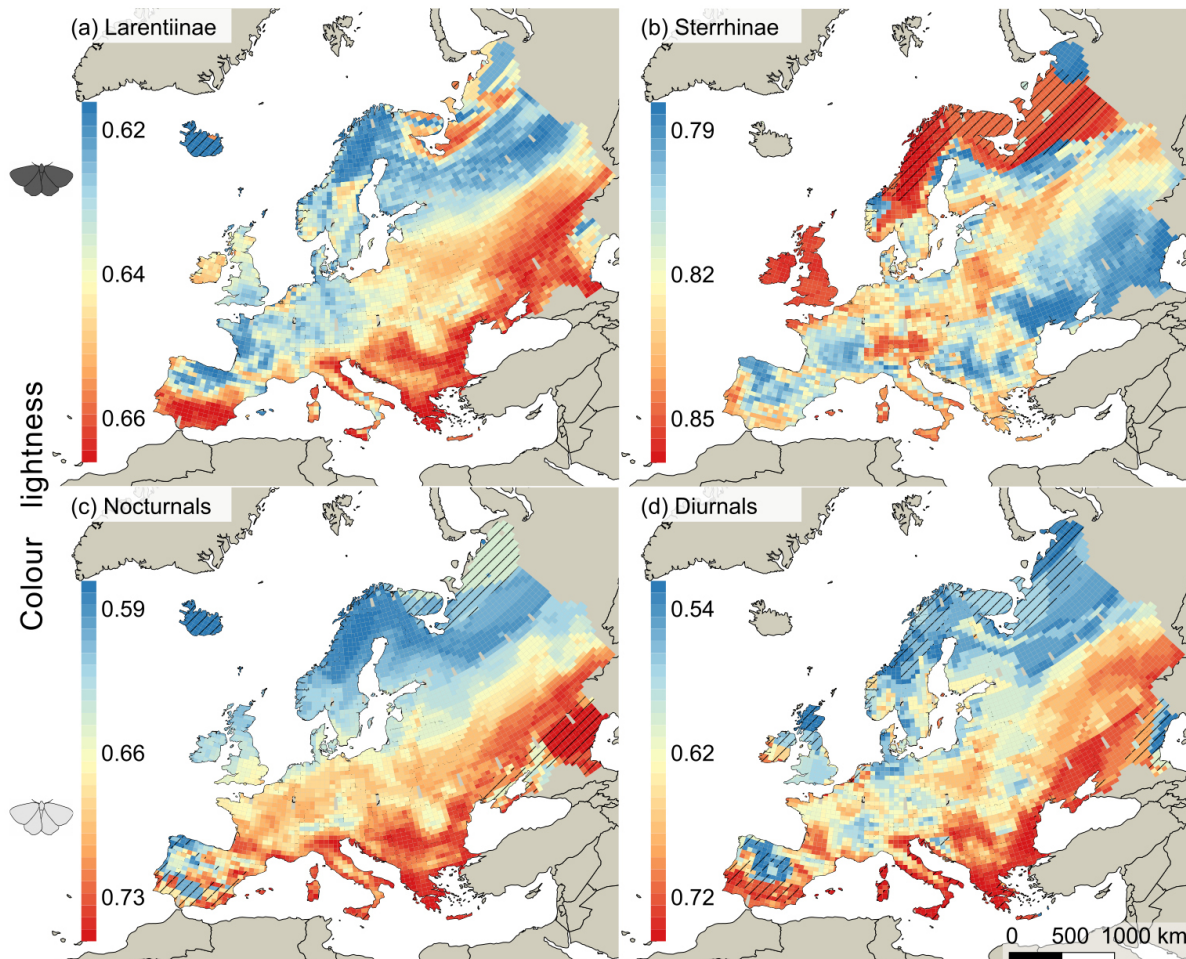 (a) Larentiinae
(b) Sterrhinae
0.62
0.64
0.66
0.79
0.82
0.85
Colour lightness
(c) Nocturnals
(d) Diurnals
0.59
0.66
0.73
0.54
0.62
0.72
0 500 1000 km